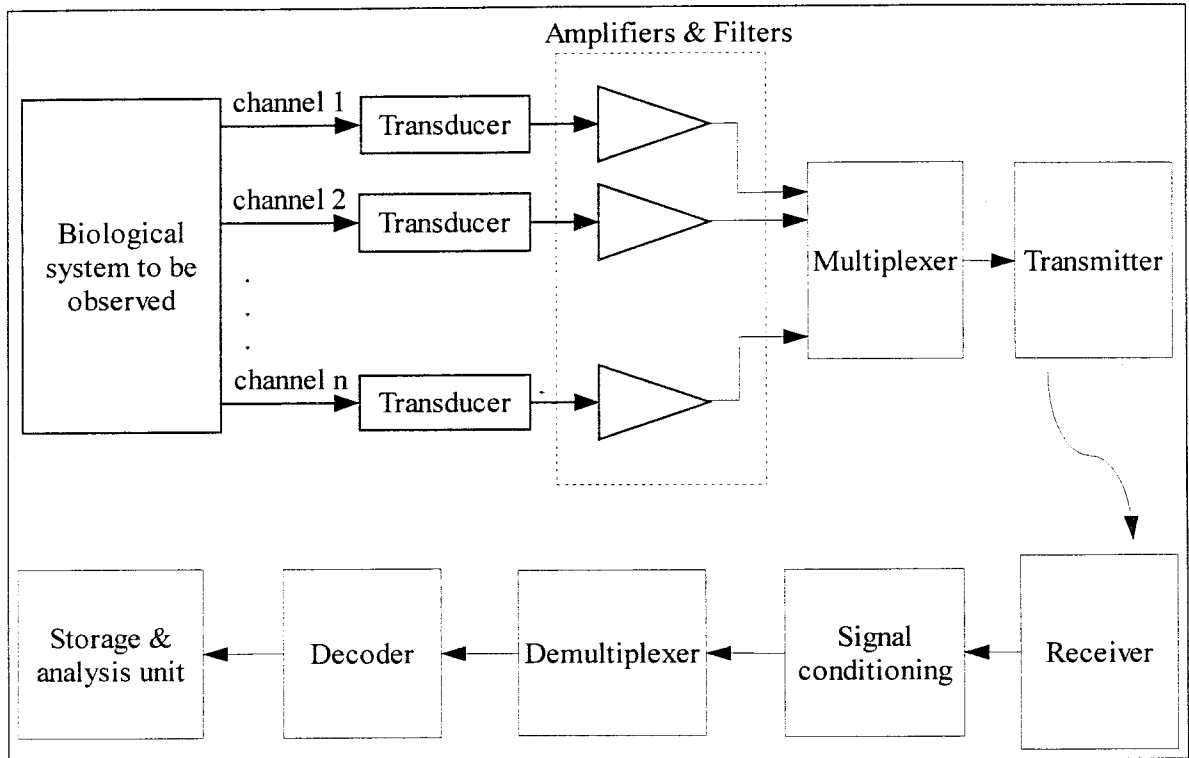 Amplifiers & Filters
channel 1
Transducer
channel 2
Transducer
Biological
system to be
observed
Multiplexer
Transmitter
channel n
Transducer
Storage &
analysis unit
Decoder
Demultiplexer
Signal
conditioning
Receiver